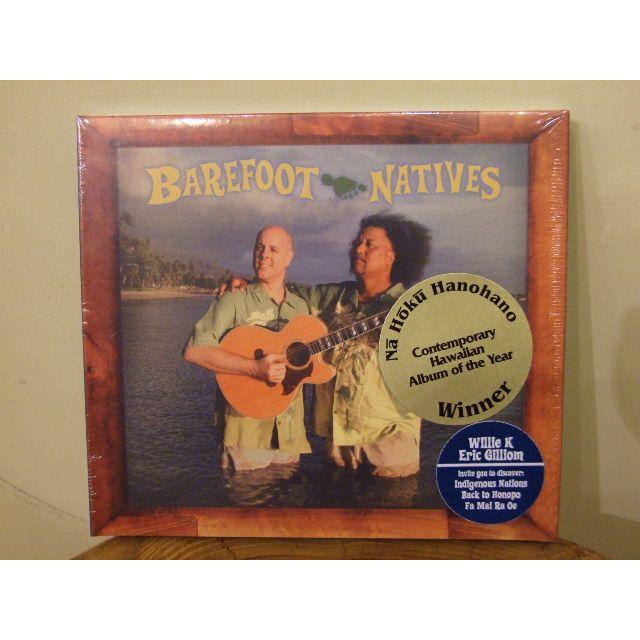 BAREFOOT NATIVES
Nā Hōkū Hanohano
Contemporary
Hawaiian
Album of the Year
Winner
Willie K
Eric Gilliom
Invite you to discover:
Indigenous Nations
Back to Honopo
Fa Mai Ra Oe